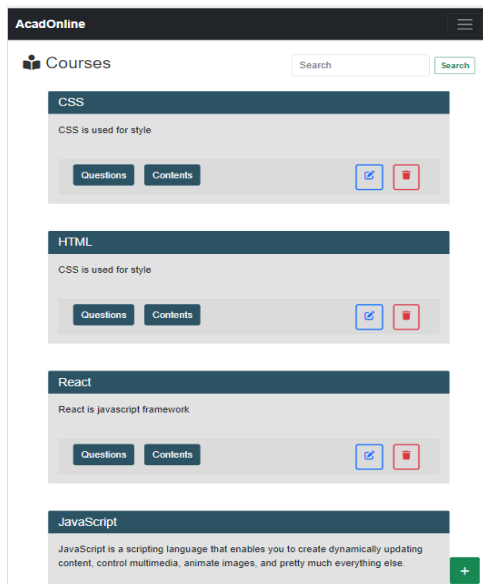 AcadOnline
Courses
Search
Search
CSS
CSS is used for style
Questions
Contents
HTML
CSS is used for style
Questions
Contents
React
React is javascript framework
Questions
Contents
JavaScript
JavaScript is a scripting language that enables you to create dynamically updating
content, control multimedia, animate images, and pretty much everything else.
+